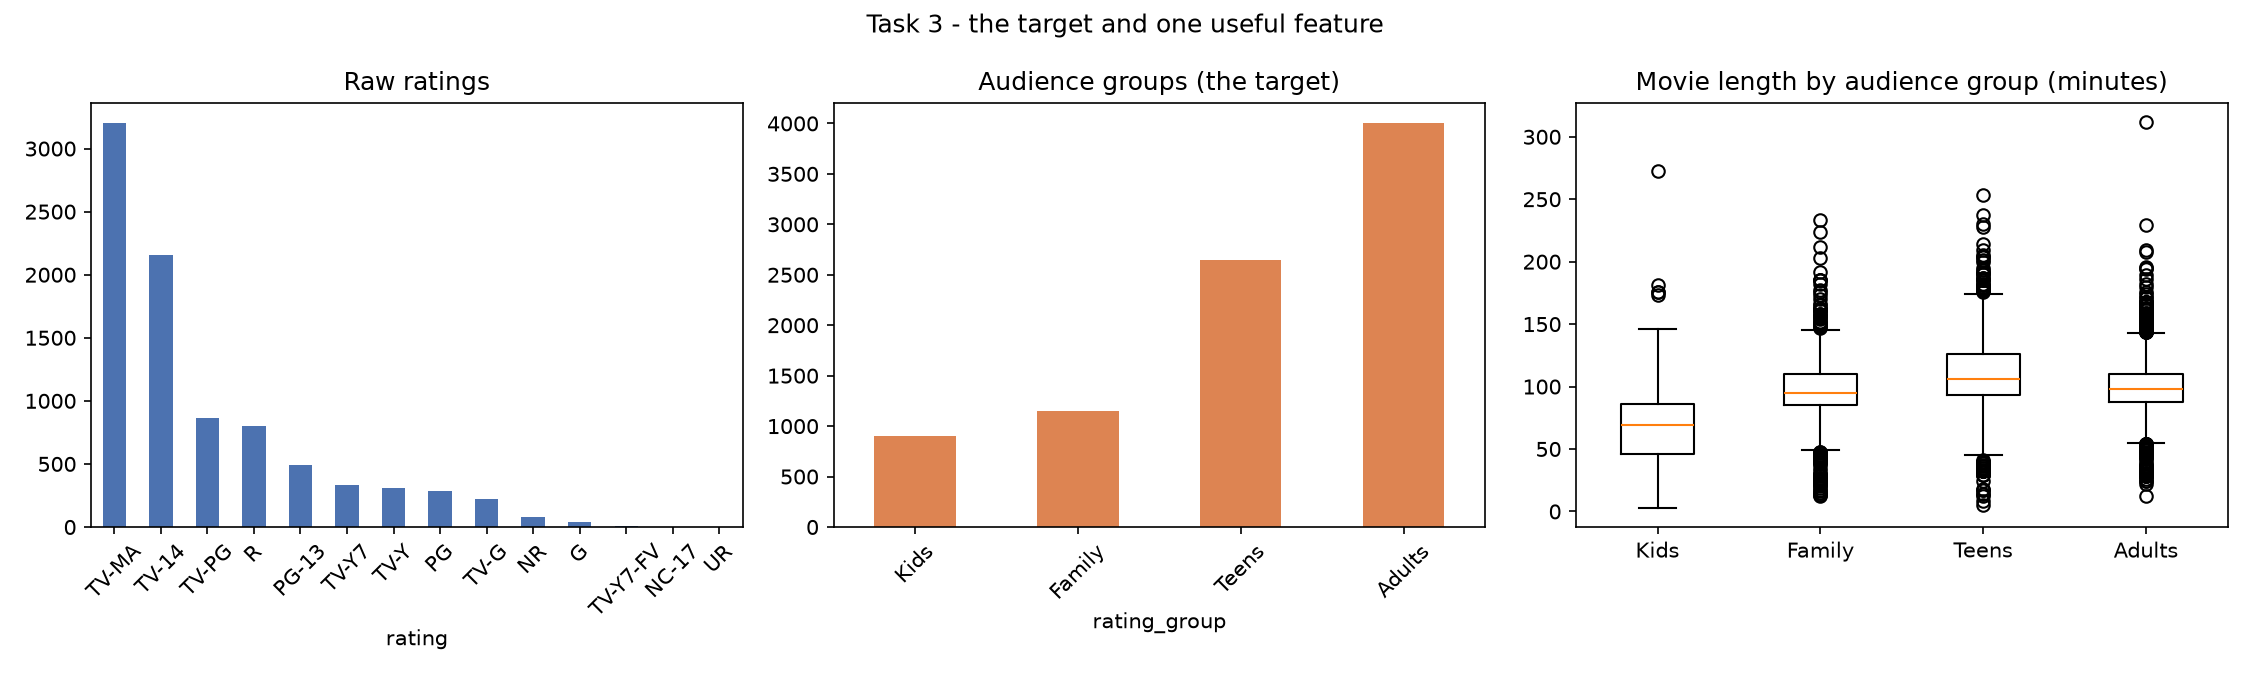 Task 3 - the target and one useful feature
Raw ratings
3000
2500
2000
1500
1000
500
0
TV-MA
TV-14
TV-PG
R
PG-13
TV-Y7
TV-Y
PG
TV-G
NR
G
TV-Y7-FV
NC-17
UR
rating
Audience groups (the target)
4000
3500
3000
2500
2000
1500
1000
500
0
Kids
Family
Teens
Adults
rating_group
Movie length by audience group (minutes)
300
250
200
150
100
50
0
Kids
Family
Teens
Adults